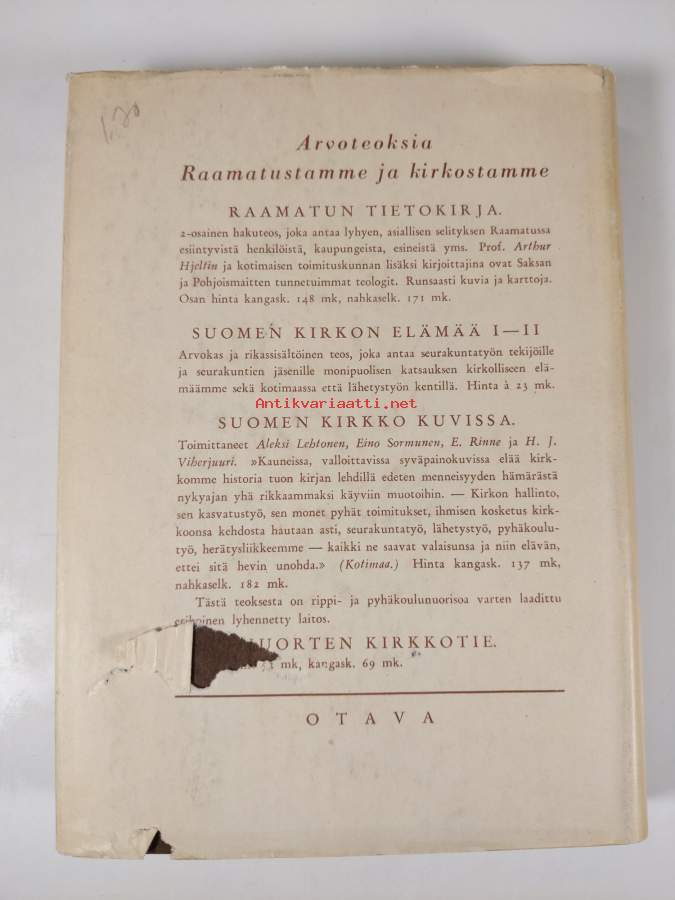 1,20
Arvoteoksia
Raamatustamme ja kirkostamme
RAAMATUN TIETOKIRJA.
2-osainen hakuteos, joka antaa lyhyen, asiallisen selityksen Raamatussa
esiintyvistä henkilöistä, kaupungeista, esineistä yms. Prof. Arthur
Hjeltin ja kotimaisen toimituskunnan lisäksi kirjoittajina ovat Saksan
ja Pohjoismaitten tunnetuimmat teologit. Runsaasti kuvia ja karttoja.
Osan hinta kangask. 148 mk, nahkaselk. 171 mk.
SUOMEN KIRKON ELÄMÄÄ I—II
Arvokas ja rikassisältöinen teos, joka antaa seurakuntatyön tekijöille
ja seurakuntien jäsenille monipuolisen katsauksen kirkolliseen elä-
määmme sekä kotimaassa että lähetystyön kentillä. Hinta à 23 mk.
Antikvariaatti.net
SUOMEN KIRKKO KUVISSA.
Toimittaneet Aleksi Lehtonen, Eino Sormunen, E. Rinne ja H. J.
Viherjuuri. »Kauneissa, valloittavissa syväpainokuvissa elää kirk-
komme historia tuon kirjan lehdillä edeten menneisyyden hämärästä
nykyajan yhä rikkaammaksi käyviin muotoihin. — Kirkon hallinto,
sen kasvatustyö, sen monet pyhät toimitukset, ihmisen kosketus kirk-
koonsa kehdosta hautaan asti, seurakuntatyö, lähetystyö, pyhäkoulu-
työ, herätysliikkeemme — kaikki ne saavat valaisunsa ja niin elävän,
ettei sitä hevin unohda.» (Kotimaa.) Hinta kangask. 137 mk,
nahkaselk. 182 mk.
Tästä teoksesta on rippi- ja pyhäkoulunuorisoa varten laadittu
erikoinen lyhennetty laitos.
NUORTEN KIRKKOTIE.
mk, kangask. 69 mk.
OTAVA